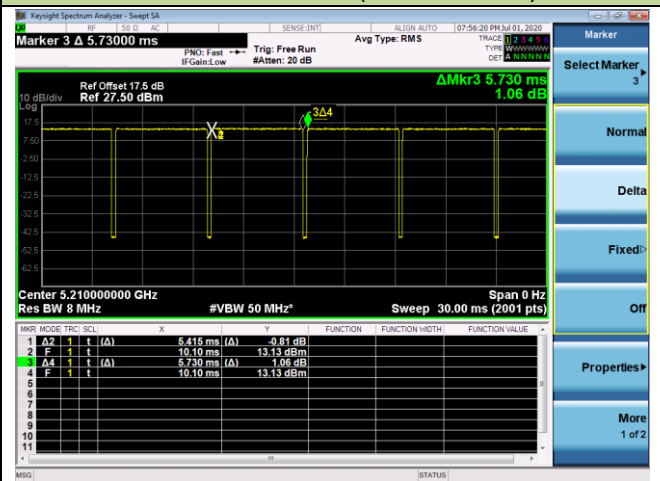 Keysight Spectrum Analyzer - Swept SA
RF 50 Ω AC SENSE:INT ALIGN AUTO 07:56:20 PM Jul 01, 2020
Marker 3 Δ 5.73000 ms
PNO: Fast Trig: Free Run Avg Type: RMS TRACE 1 2 3 4 5 6
IFGain:Low #Atten: 20 dB TYPE WWWWWW
DET A N N N N N
Marker
Select Marker
3
Normal
Delta
Fixed
Off
Properties
More
1 of 2
Ref Offset 17.5 dB ΔMkr3 5.730 ms
10 dB/div Ref 27.50 dBm 1.06 dB
Log
17.5
7.50
-2.50
-12.5
-22.5
-32.5
-42.5
-52.5
-62.5
3Δ4
Center 5.210000000 GHz Span 0 Hz
Res BW 8 MHz #VBW 50 MHz* Sweep 30.00 ms (2001 pts)
MKR MODE TRC SCL X Y FUNCTION FUNCTION WIDTH FUNCTION VALUE
1 Δ2 1 t (Δ) 5.415 ms (Δ) -0.81 dB
2 F 1 t 10.10 ms 13.13 dBm
3 Δ4 1 t (Δ) 5.730 ms (Δ) 1.06 dB
4 F 1 t 10.10 ms 13.13 dBm
5
6
7
8
9
10
11
MSG STATUS